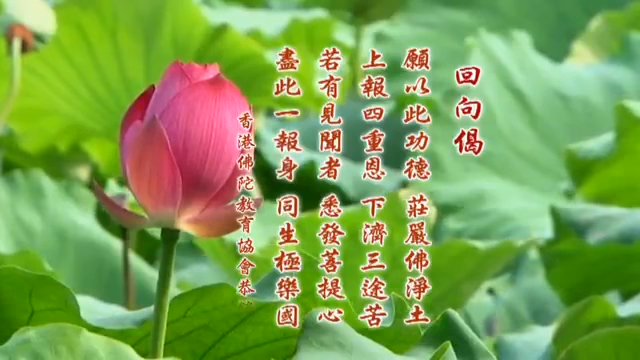 回向偈
願以此功德 莊嚴佛淨土
上報四重恩 下濟三途苦
若有見聞者 悉發菩提心
盡此一報身 同生極樂國
香港佛陀教育協會恭